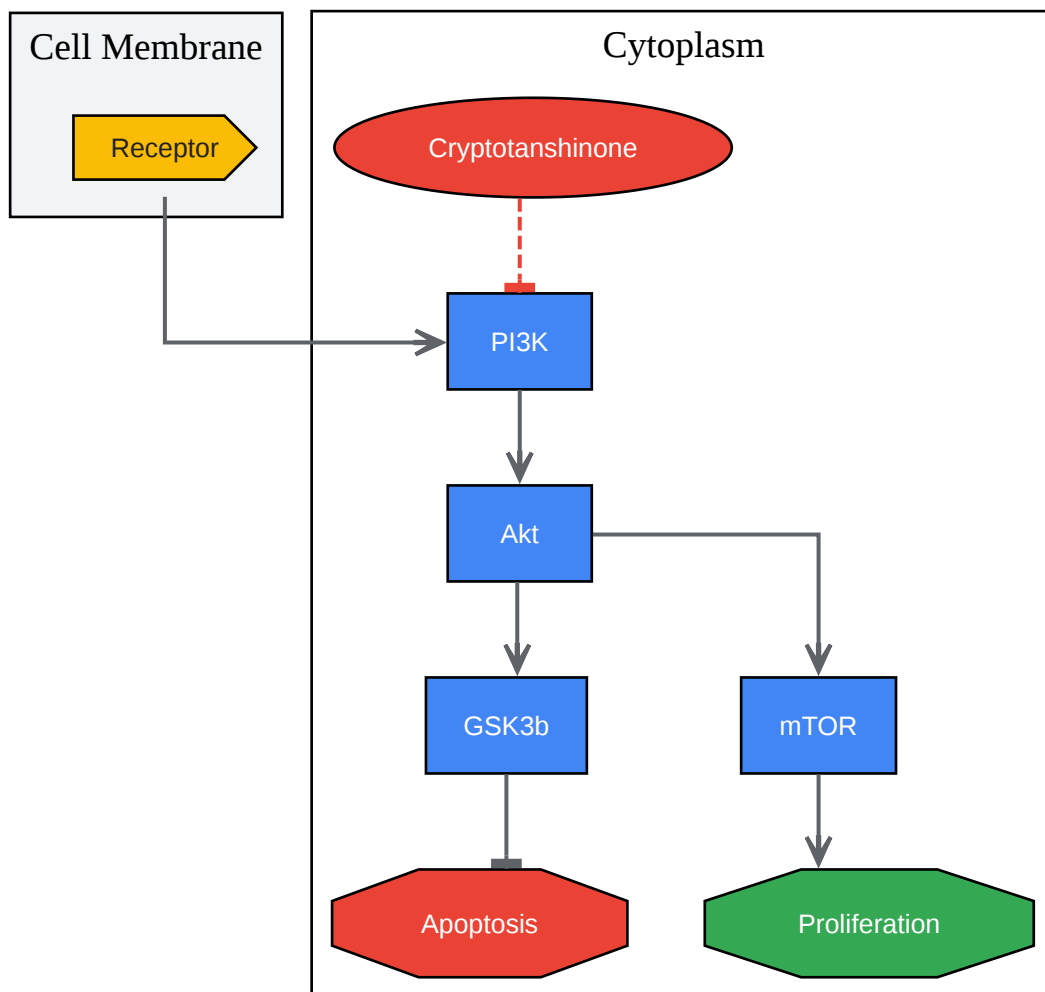 Cell Membrane
Cytoplasm
Receptor
Cryptotanshinone
PI3K
Akt
GSK3b
mTOR
Apoptosis
Proliferation